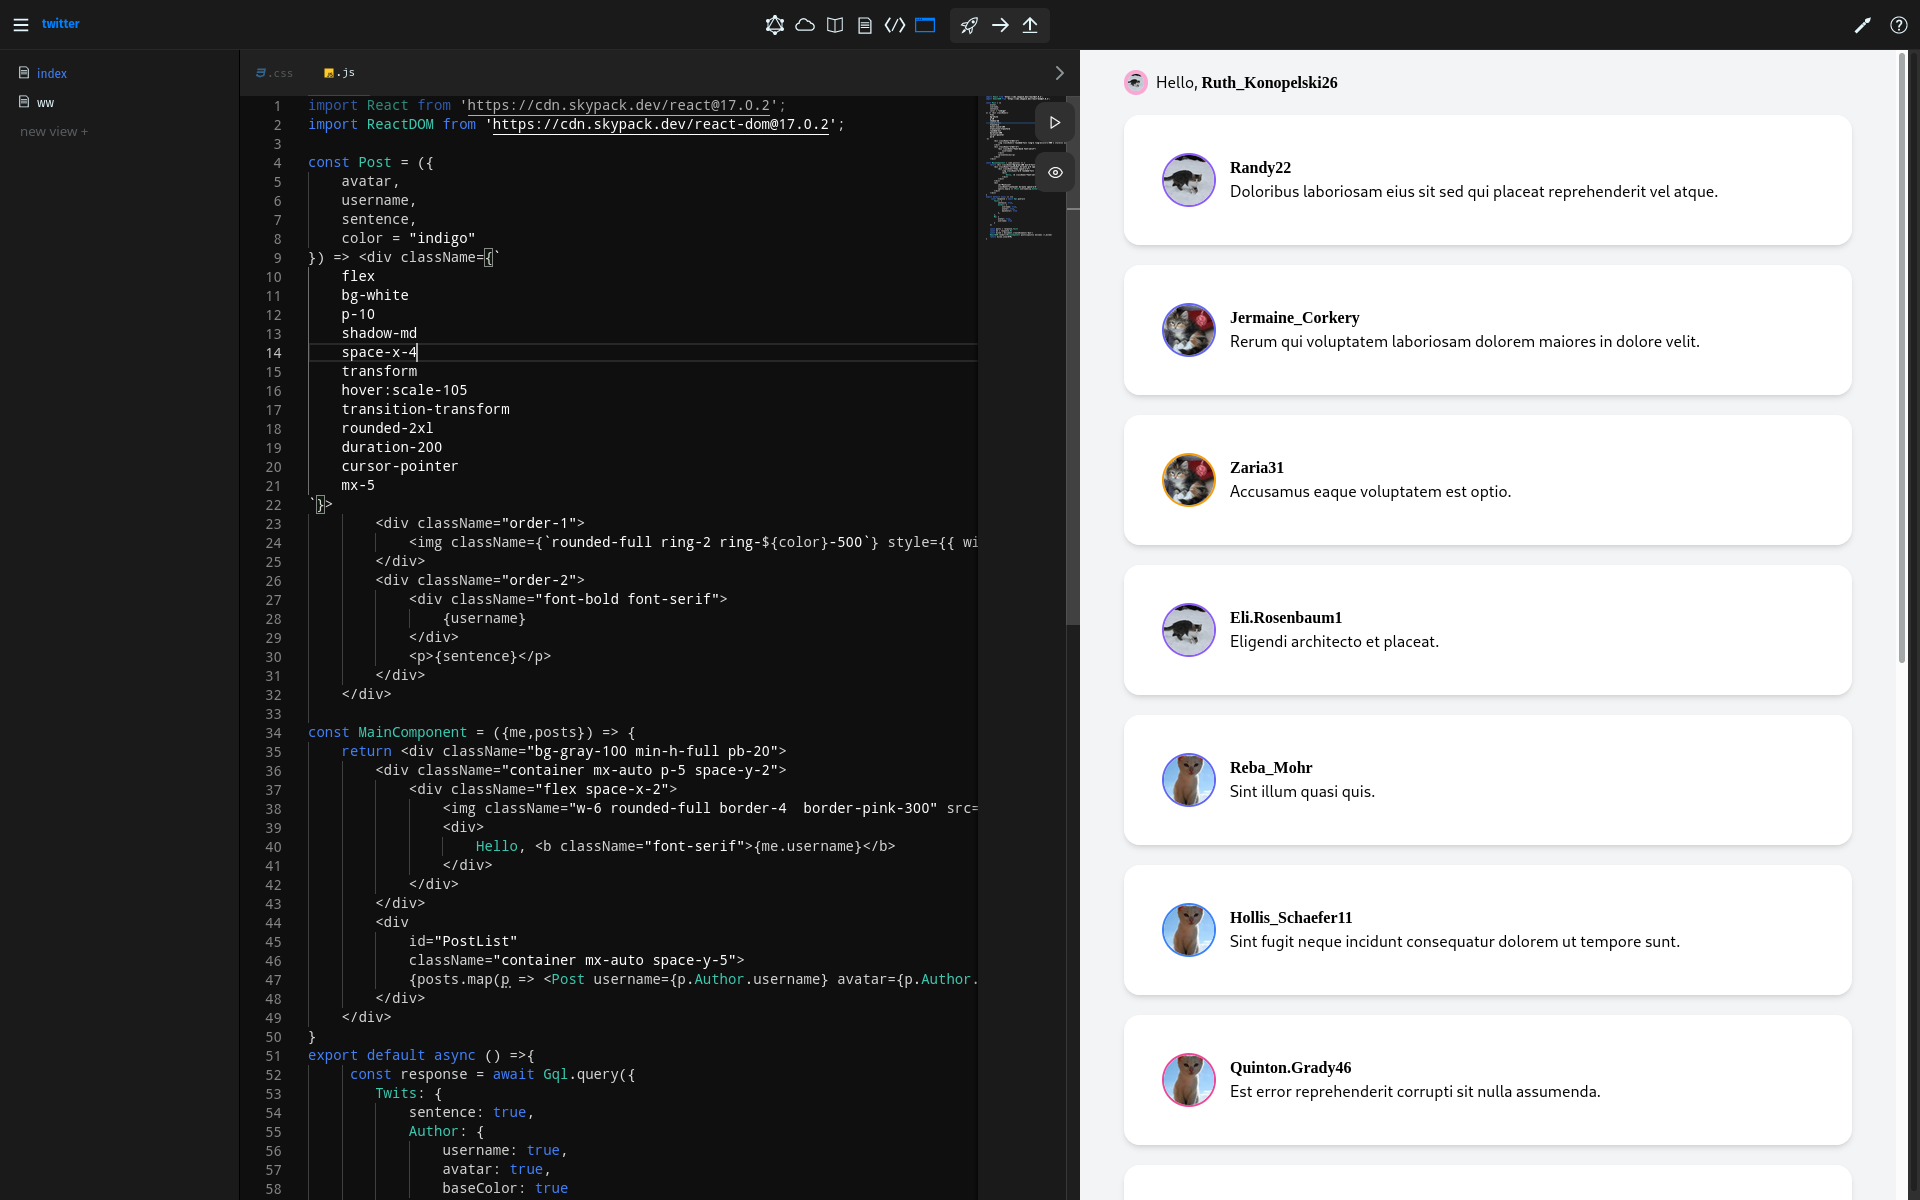 twitter
index
ww
new view +
.css
.js
1 import React from 'https://cdn.skypack.dev/react@17.0.2';
2 import ReactDOM from 'https://cdn.skypack.dev/react-dom@17.0.2';
3
4 const Post = ({
5 avatar,
6 username,
7 sentence,
8 color = "indigo"
9 }) => <div className={`
10 flex
11 bg-white
12 p-10
13 shadow-md
14 space-x-4
15 transform
16 hover:scale-105
17 transition-transform
18 rounded-2xl
19 duration-200
20 cursor-pointer
21 mx-5
22 `}>
23 <div className="order-1">
24 <img className={`rounded-full ring-2 ring-${color}-500`} style={{ wi
25 </div>
26 <div className="order-2">
27 <div className="font-bold font-serif">
28 {username}
29 </div>
30 <p>{sentence}</p>
31 </div>
32 </div>
33
34 const MainComponent = ({me,posts}) => {
35 return <div className="bg-gray-100 min-h-full pb-20">
36 <div className="container mx-auto p-5 space-y-2">
37 <div className="flex space-x-2">
38 <img className="w-6 rounded-full border-4  border-pink-300" src=
39 <div>
40 Hello, <b className="font-serif">{me.username}</b>
41 </div>
42 </div>
43 </div>
44 <div
45 id="PostList"
46 className="container mx-auto space-y-5">
47 {posts.map(p => <Post username={p.Author.username} avatar={p.Author.
48 </div>
49 </div>
50 }
51 export default async () =>{
52 const response = await Gql.query({
53 Twits: {
54 sentence: true,
55 Author: {
56 username: true,
57 avatar: true,
58 baseColor: true
Hello, Ruth_Konopelski26
Randy22
Doloribus laboriosam eius sit sed qui placeat reprehenderit vel atque.
Jermaine_Corkery
Rerum qui voluptatem laboriosam dolorem maiores in dolore velit.
Zaria31
Accusamus eaque voluptatem est optio.
Eli.Rosenbaum1
Eligendi architecto et placeat.
Reba_Mohr
Sint illum quasi quis.
Hollis_Schaefer11
Sint fugit neque incidunt consequatur dolorem ut tempore sunt.
Quinton.Grady46
Est error reprehenderit corrupti sit nulla assumenda.